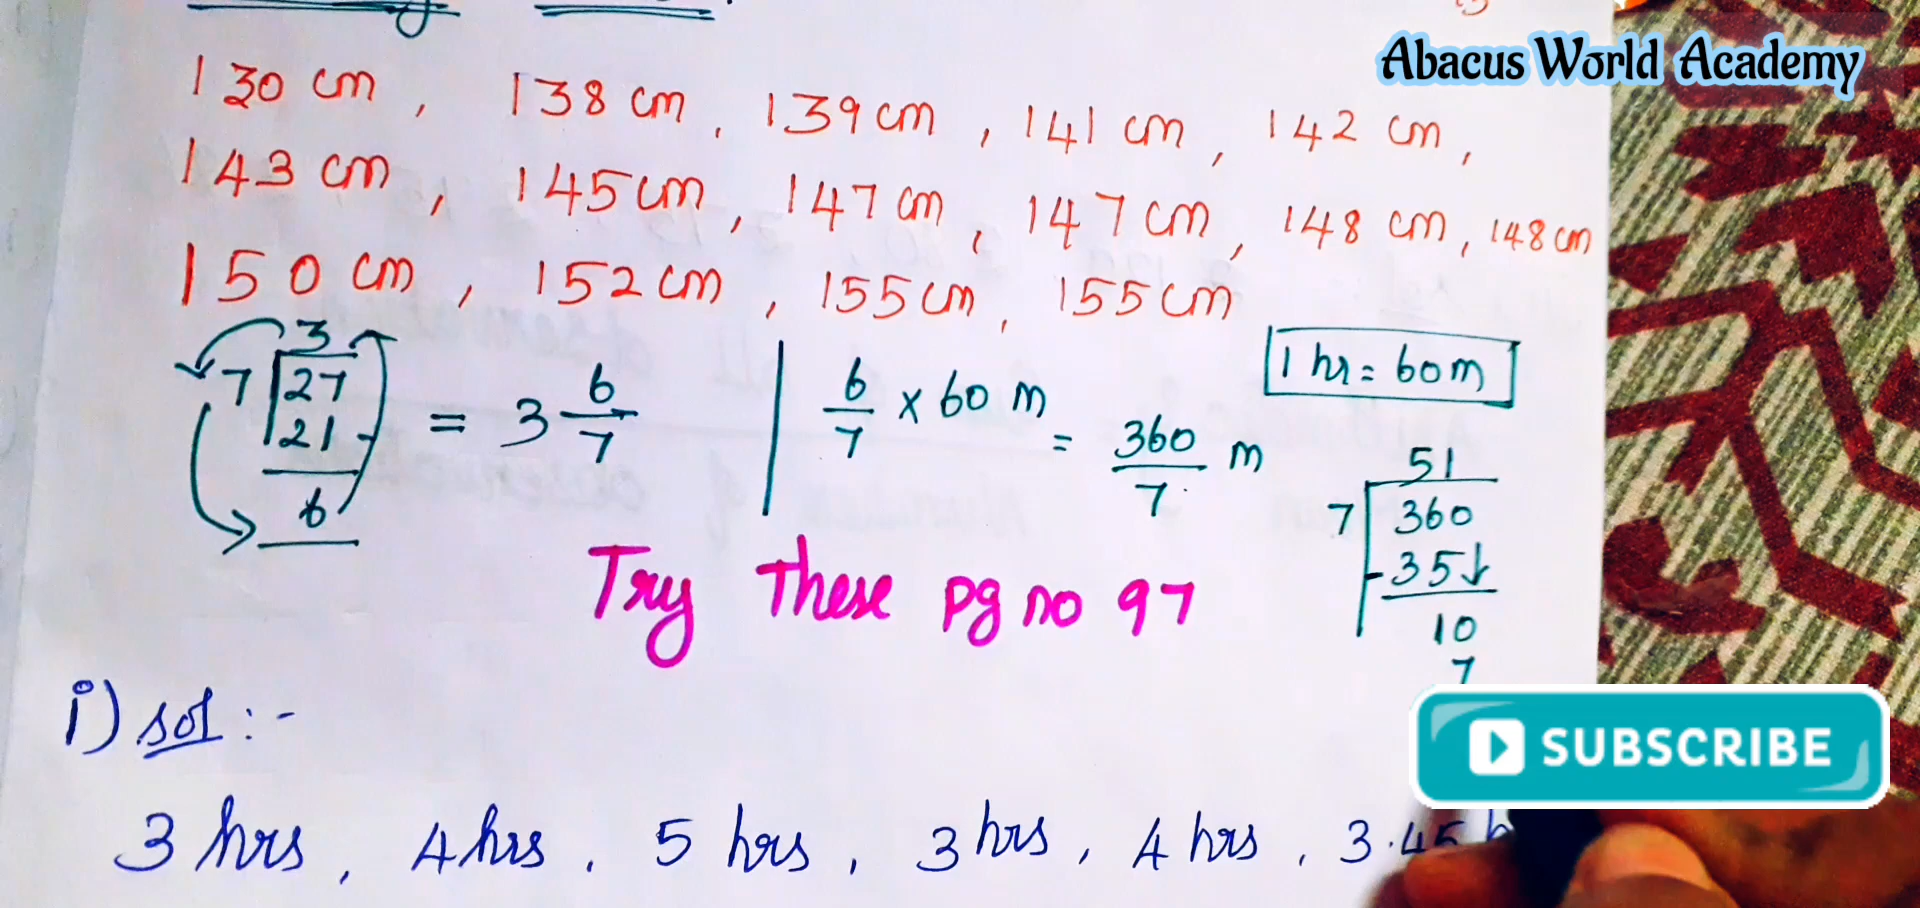 Abacus World Academy
130 cm, 138 cm, 139 cm, 141 cm, 142 cm,
143 cm, 145 cm, 147 cm, 147 cm, 148 cm, 148 cm
150 cm, 152 cm, 155 cm, 155 cm
1 hr = 60 m
3
7 27
21
6
= 3 6/7
6/7 x 60 m = 360/7 m
51
7 360
-35↓
10
7
Try These pg no 97
i) sol :-
SUBSCRIBE
3 hrs, 4 hrs, 5 hrs, 3 hrs, 4 hrs, 3.45 h